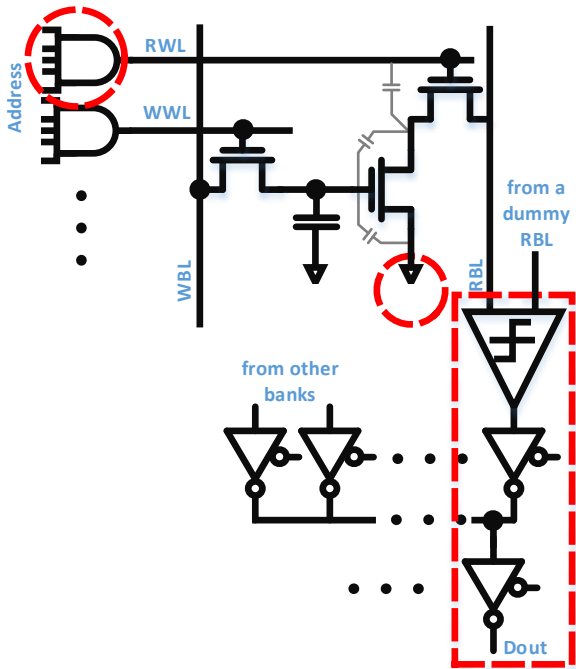 Address
RWL
WWL
WBL
RBL
from a
dummy
RBL
from other
banks
Dout